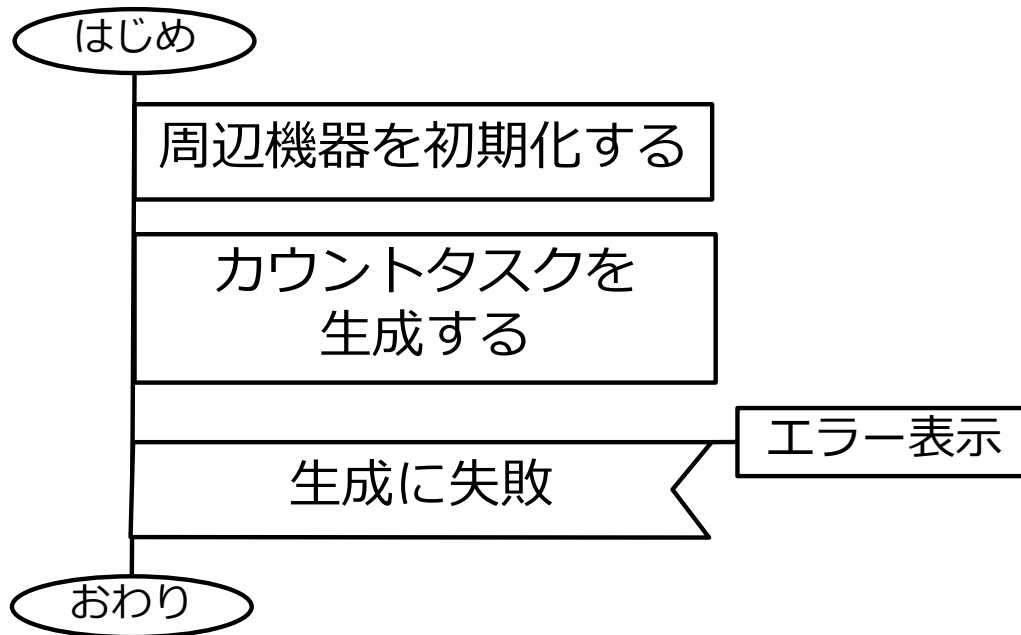 はじめ
周辺機器を初期化する
カウントタスクを
生成する
エラー表示
生成に失敗
おわり